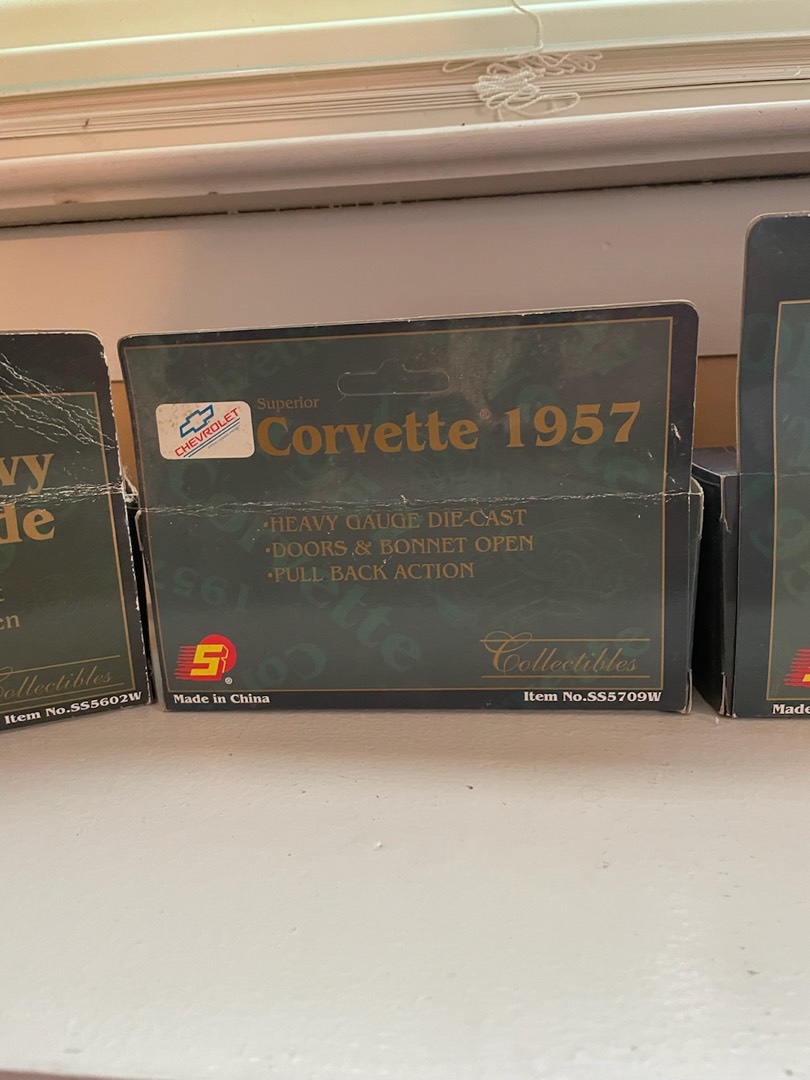 vy
de
en
Collectibles
Item No.SS5602W
CHEVROLET
Superior
Corvette® 1957
·HEAVY GAUGE DIE-CAST
·DOORS & BONNET OPEN
·PULL BACK ACTION
S®
Collectibles
Made in China
Item No.SS5709W
Made